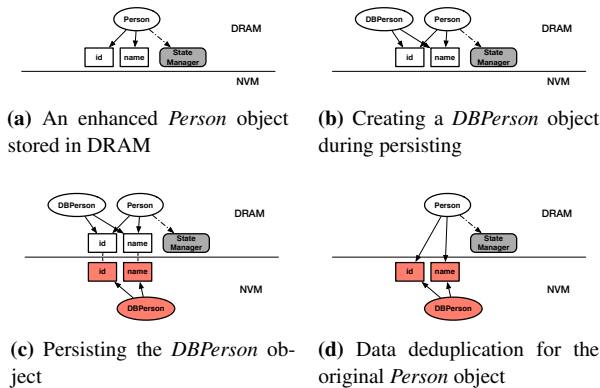 Person
DBPerson
Person
DRAM
DRAM
id
name
State Manager
id
name
State Manager
NVM
NVM
(a) An enhanced Person object
stored in DRAM
(b) Creating a DBPerson object
during persisting
DBPerson
Person
Person
DRAM
DRAM
id
name
State Manager
State Manager
id
name
id
name
NVM
NVM
DBPerson
DBPerson
(c) Persisting the DBPerson ob-
ject
(d) Data deduplication for the
original Person object